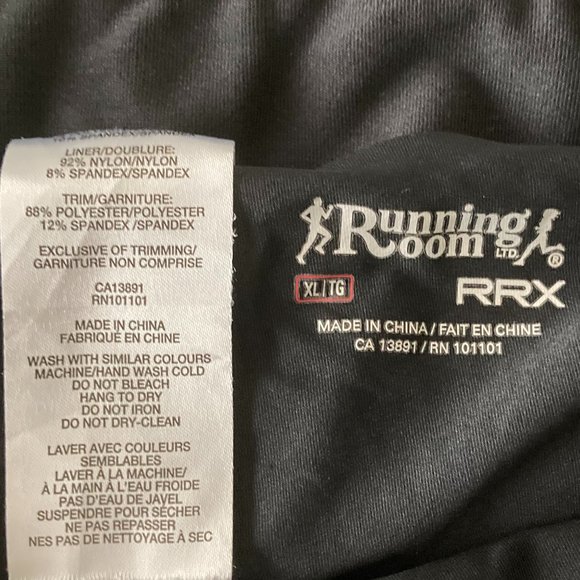 LINER/DOUBLURE:
92% NYLON/NYLON
8% SPANDEX/SPANDEX
TRIM/GARNITURE:
88% POLYESTER/POLYESTER
12% SPANDEX /SPANDEX
EXCLUSIVE OF TRIMMING/
GARNITURE NON COMPRISE
CA13891
RN101101
MADE IN CHINA
FABRIQUÉ EN CHINE
WASH WITH SIMILAR COLOURS
MACHINE/HAND WASH COLD
DO NOT BLEACH
HANG TO DRY
DO NOT IRON
DO NOT DRY-CLEAN
LAVER AVEC COULEURS
SEMBLABLES
LAVER À LA MACHINE/
À LA MAIN À L'EAU FROIDE
PAS D'EAU DE JAVEL
SUSPENDRE POUR SÉCHER
NE PAS REPASSER
NES PAS DE NETTOYAGE À SEC
Running
Room LTD. ®
XL/TG RRX
MADE IN CHINA / FAIT EN CHINE
CA 13891 / RN 101101